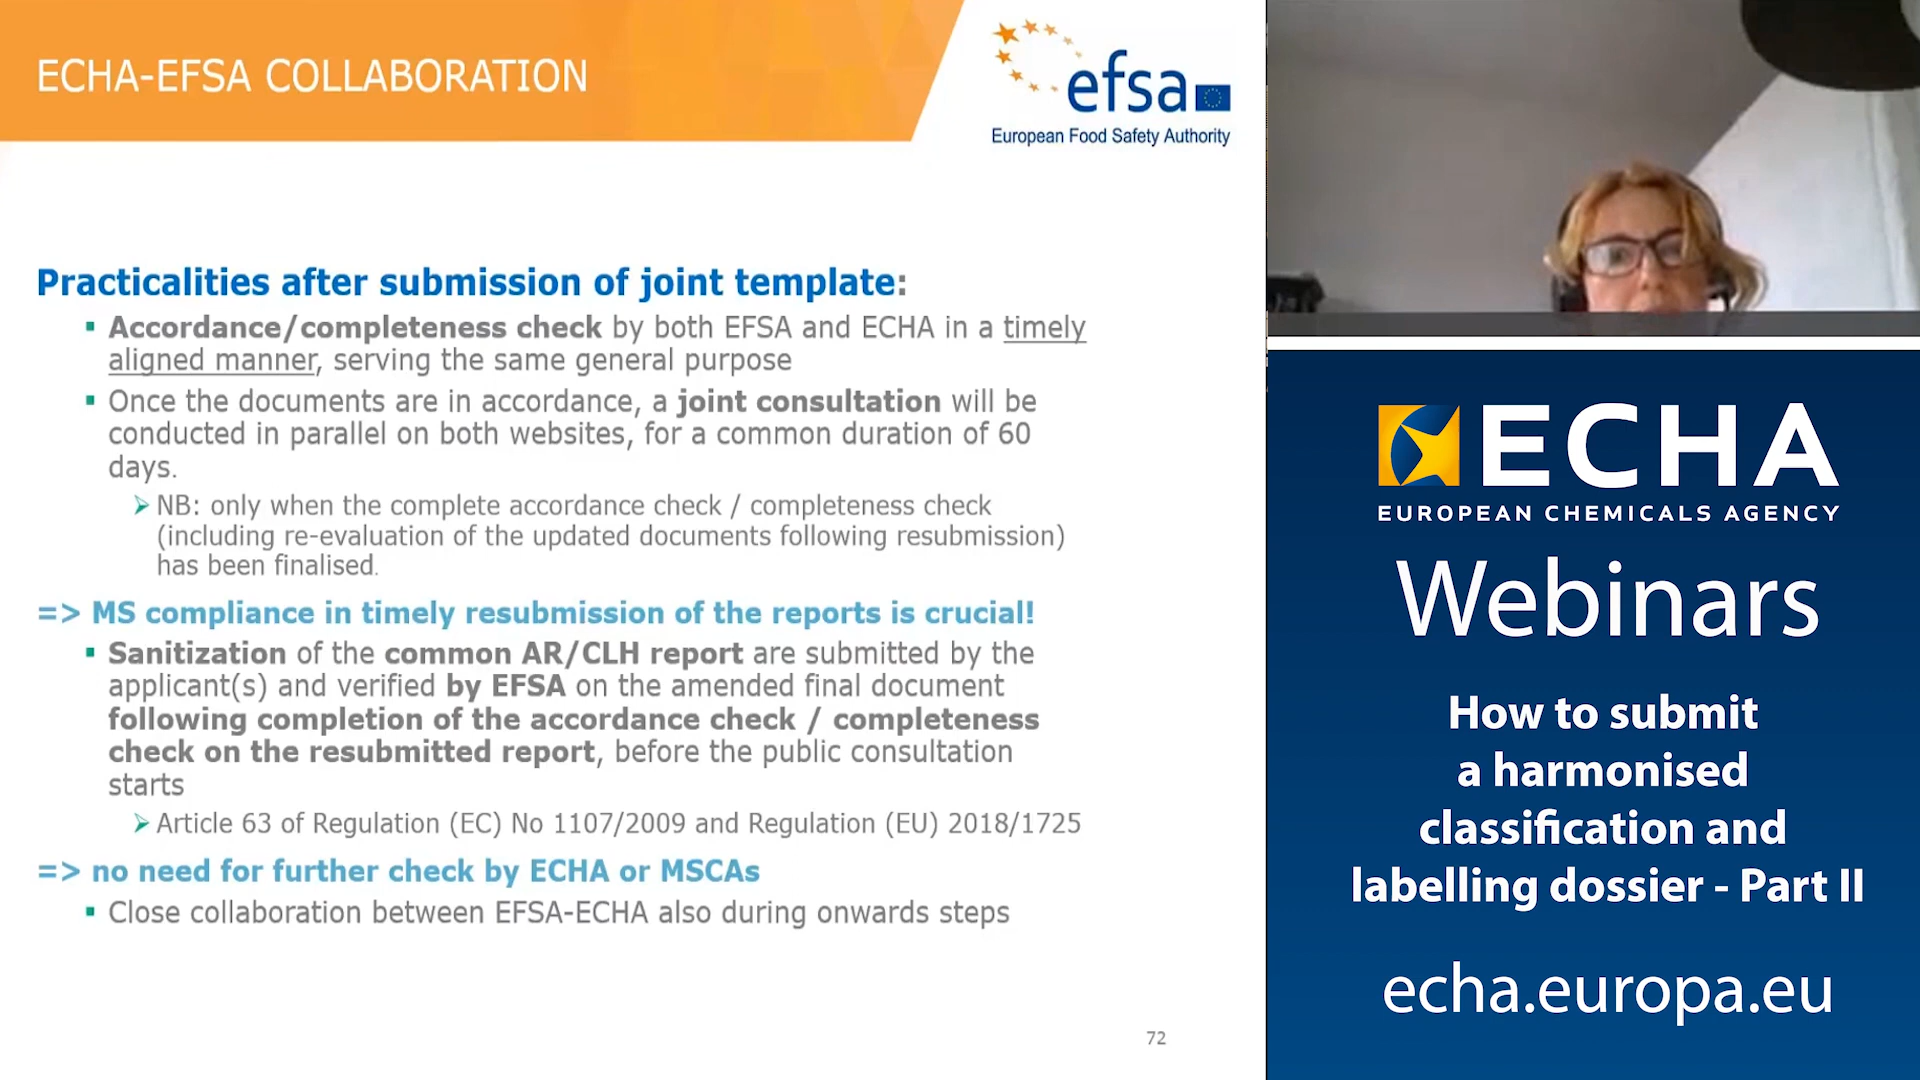 ECHA-EFSA COLLABORATION
efsa
European Food Safety Authority
Practicalities after submission of joint template:
▪ Accordance/completeness check by both EFSA and ECHA in a timely
aligned manner, serving the same general purpose
▪ Once the documents are in accordance, a joint consultation will be
conducted in parallel on both websites, for a common duration of 60
days.
➢ NB: only when the complete accordance check / completeness check
(including re-evaluation of the updated documents following resubmission)
has been finalised.
=> MS compliance in timely resubmission of the reports is crucial!
▪ Sanitization of the common AR/CLH report are submitted by the
applicant(s) and verified by EFSA on the amended final document
following completion of the accordance check / completeness
check on the resubmitted report, before the public consultation
starts
➢ Article 63 of Regulation (EC) No 1107/2009 and Regulation (EU) 2018/1725
=> no need for further check by ECHA or MSCAs
▪ Close collaboration between EFSA-ECHA also during onwards steps
72
ECHA
EUROPEAN CHEMICALS AGENCY
Webinars
How to submit
a harmonised
classification and
labelling dossier - Part II
echa.europa.eu